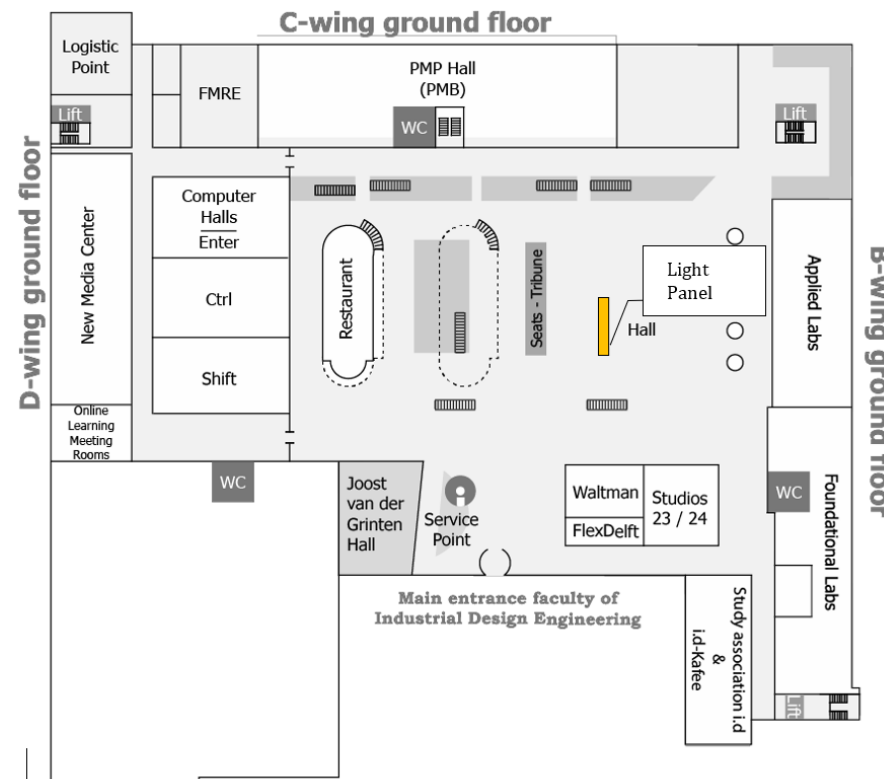 C-wing ground floor
Logistic
Point
Lift
FMRE
PMP Hall
(PMB)
WC
Lift
D-wing ground floor
New Media Center
Computer
Halls
Enter
Ctrl
Shift
Restaurant
Seats - Tribune
Light
Panel
Hall
Applied Labs
B-wing ground floor
Online
Learning
Meeting
Rooms
WC
Joost
van der
Grinten
Hall
Service
Point
Waltman
FlexDelft
Studios
23 / 24
WC
Foundational Labs
Main entrance faculty of
Industrial Design Engineering
Study association i.d
&
i.d-Kafee
Lift